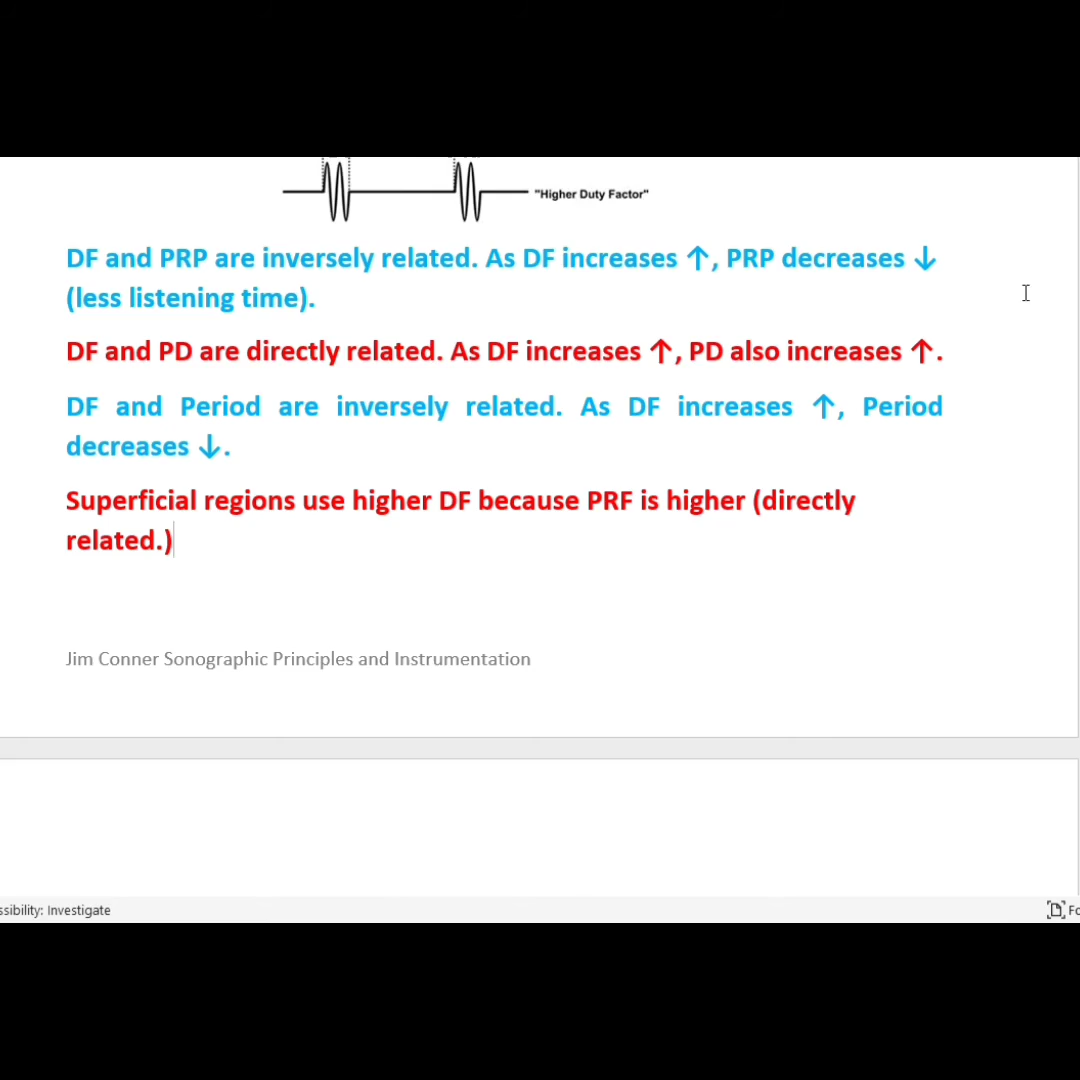 "Higher Duty Factor"
DF and PRP are inversely related. As DF increases ↑, PRP decreases ↓
(less listening time).
DF and PD are directly related. As DF increases ↑, PD also increases ↑.
DF and Period are inversely related. As DF increases ↑, Period
decreases ↓.
Superficial regions use higher DF because PRF is higher (directly
related.)
Jim Conner Sonographic Principles and Instrumentation
ssibility: Investigate
Fo